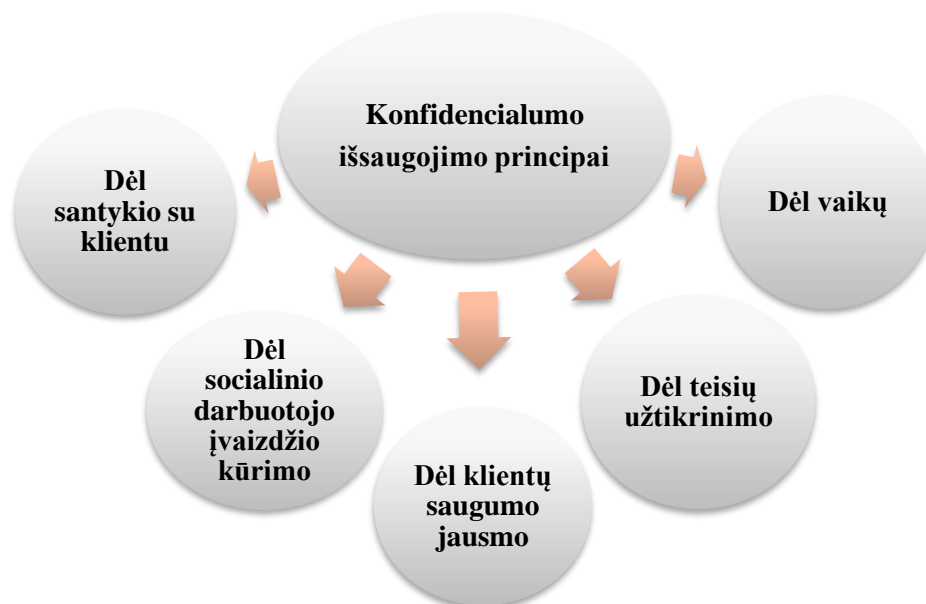 Konfidencialumo
išsaugojimo principai
Dėl
santykio su
klientu
Dėl
socialinio
darbuotojo
įvaizdžio
kūrimo
Dėl klientų
saugumo
jausmo
Dėl teisių
užtikrinimo
Dėl vaikų